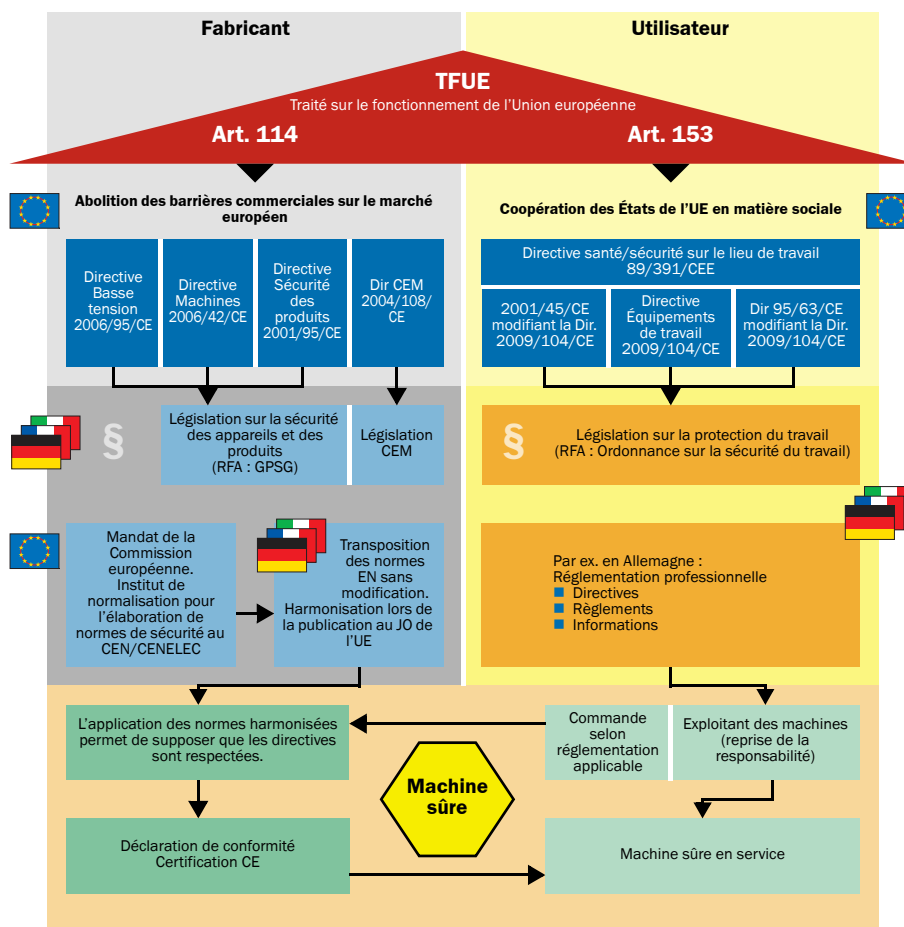 Fabricant
Utilisateur
TFUE
Traité sur le fonctionnement de l'Union européenne
Art. 114
Art. 153
Abolition des barrières commerciales sur le marché
européen
Coopération des États de l'UE en matière sociale
Directive
Basse
tension
2006/95/CE
Directive
Machines
2006/42/CE
Directive
Sécurité
des
produits
2001/95/CE
Dir CEM
2004/108/
CE
Directive santé/sécurité sur le lieu de travail
89/391/CEE
2001/45/CE
modifiant la Dir.
2009/104/CE
Directive
Équipements
de travail
2009/104/CE
Dir 95/63/CE
modifiant la Dir.
2009/104/CE
§
Législation sur la sécurité
des appareils et des
produits
(RFA : GPSG)
Législation
CEM
§
Législation sur la protection du travail
(RFA : Ordonnance sur la sécurité du travail)
Mandat de la
Commission
européenne.
Institut de
normalisation pour
l'élaboration de
normes de sécurité au
CEN/CENELEC
Transposition
des normes
EN sans
modification.
Harmonisation lors de
la publication au JO de
l'UE
Par ex. en Allemagne :
Réglementation professionnelle
Directives
Règlements
Informations
L'application des normes harmonisées
permet de supposer que les directives
sont respectées.
Commande
selon
réglementation
applicable
Exploitant des machines
(reprise de la
responsabilité)
Machine
sûre
Déclaration de conformité
Certification CE
Machine sûre en service